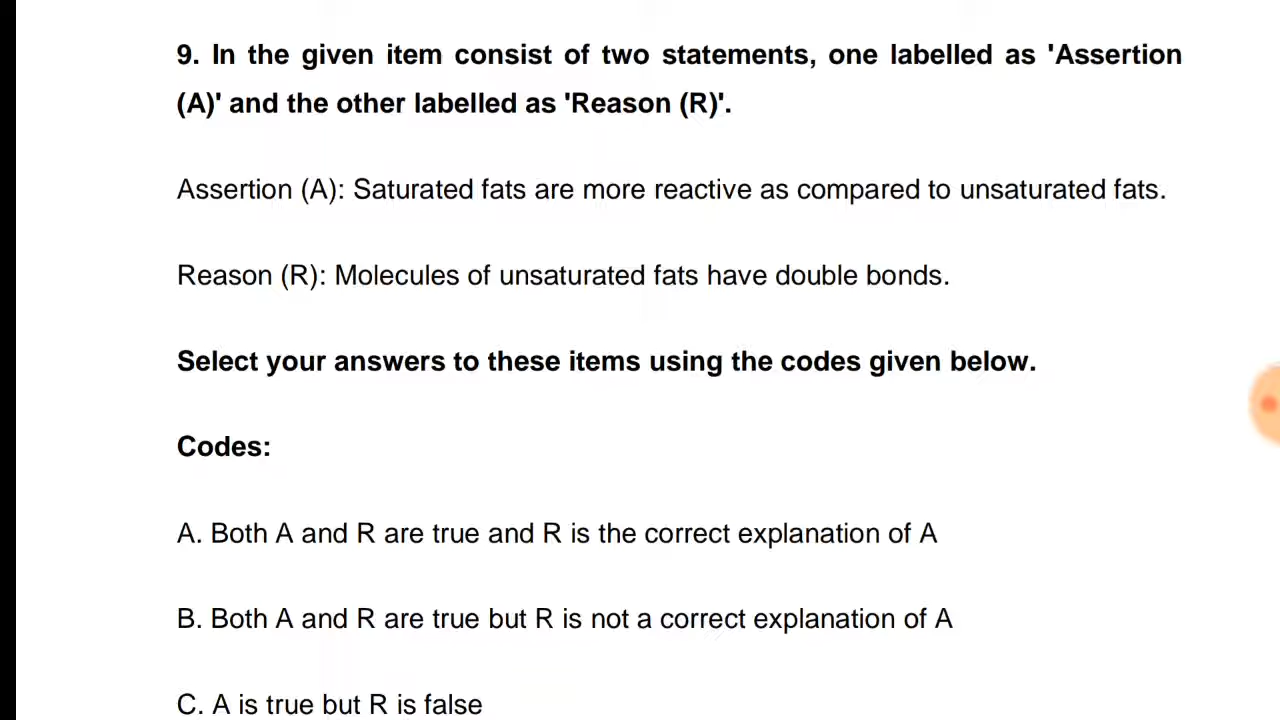 9. In the given item consist of two statements, one labelled as 'Assertion
(A)' and the other labelled as 'Reason (R)'.
Assertion (A): Saturated fats are more reactive as compared to unsaturated fats.
Reason (R): Molecules of unsaturated fats have double bonds.
Select your answers to these items using the codes given below.
Codes:
A. Both A and R are true and R is the correct explanation of A
B. Both A and R are true but R is not a correct explanation of A
C. A is true but R is false